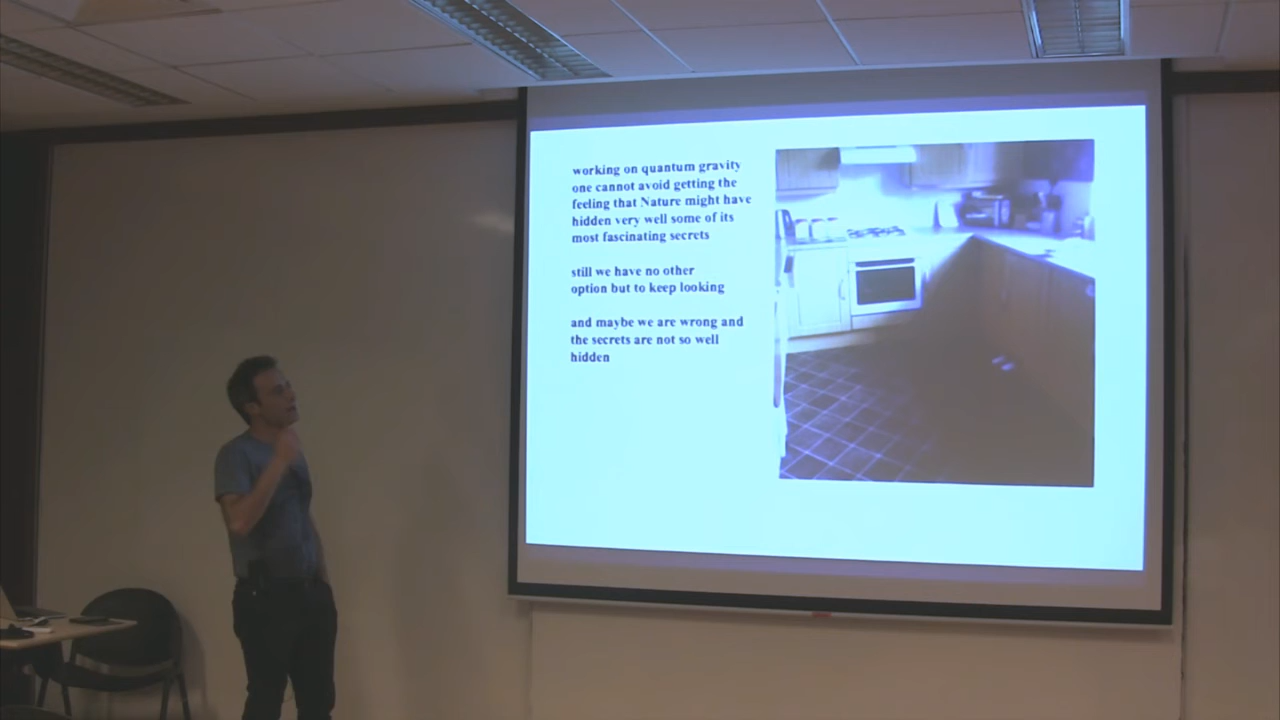 working on quantum gravity
one cannot avoid getting the
feeling that Nature might have
hidden very well some of its
most fascinating secrets
still we have no other
option but to keep looking
and maybe we are wrong and
the secrets are not so well
hidden